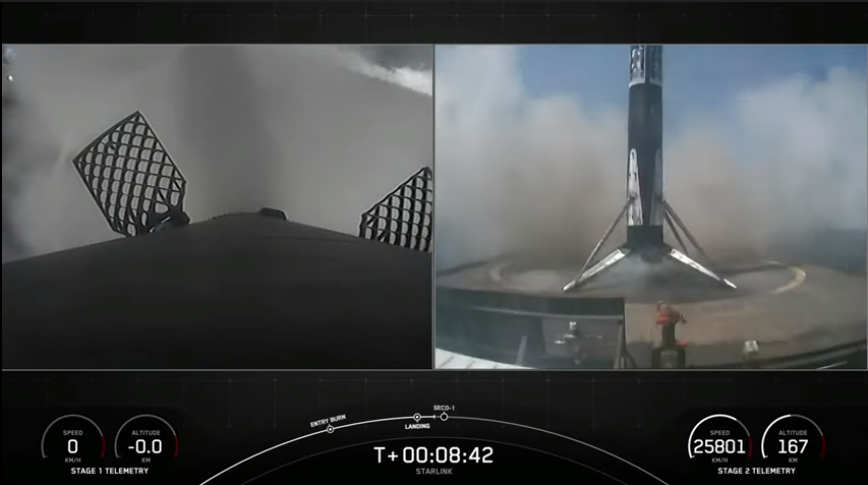 ENTRY BURN
LANDING
SECO-1
SPEED
0
KM/H
ALTITUDE
-0.0
KM
STAGE 1 TELEMETRY
T+ 00:08:42
STARLINK
SPEED
25801
KM/H
ALTITUDE
167
KM
STAGE 2 TELEMETRY